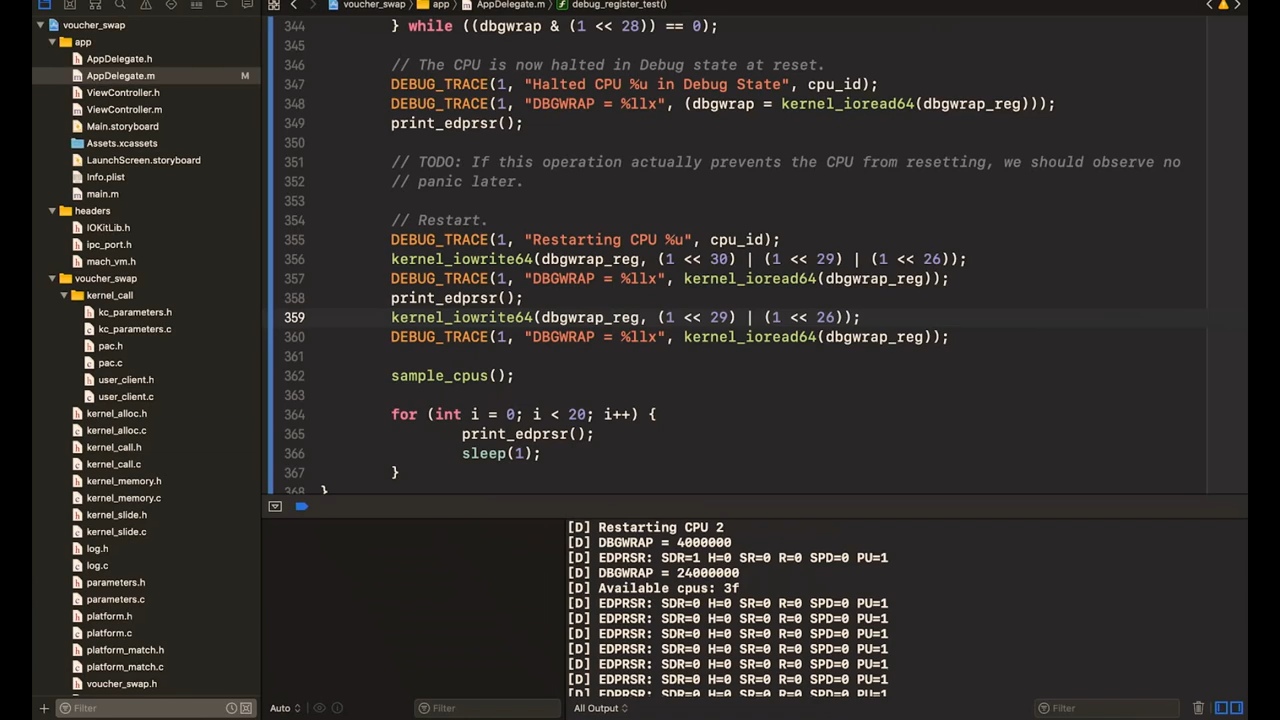 voucher_swap
app
AppDelegate.h
AppDelegate.m M
ViewController.h
ViewController.m
Main.storyboard
Assets.xcassets
LaunchScreen.storyboard
Info.plist
main.m
headers
IOKitLib.h
ipc_port.h
mach_vm.h
voucher_swap
kernel_call
kc_parameters.h
kc_parameters.c
pac.h
pac.c
user_client.h
user_client.c
kernel_alloc.h
kernel_alloc.c
kernel_call.h
kernel_call.c
kernel_memory.h
kernel_memory.c
kernel_slide.h
kernel_slide.c
log.h
log.c
parameters.h
parameters.c
platform.h
platform.c
platform_match.h
platform_match.c
voucher_swap.h
Filter
voucher_swap app AppDelegate.m debug_register_test()
344 } while ((dbgwrap & (1 << 28)) == 0);
345
346 // The CPU is now halted in Debug state at reset.
347 DEBUG_TRACE(1, "Halted CPU %u in Debug State", cpu_id);
348 DEBUG_TRACE(1, "DBGWRAP = %llx", (dbgwrap = kernel_ioread64(dbgwrap_reg)));
349 print_edprsr();
350
351 // TODO: If this operation actually prevents the CPU from resetting, we should observe no
352 // panic later.
353
354 // Restart.
355 DEBUG_TRACE(1, "Restarting CPU %u", cpu_id);
356 kernel_iowrite64(dbgwrap_reg, (1 << 30) | (1 << 29) | (1 << 26));
357 DEBUG_TRACE(1, "DBGWRAP = %llx", kernel_ioread64(dbgwrap_reg));
358 print_edprsr();
359 kernel_iowrite64(dbgwrap_reg, (1 << 29) | (1 << 26));
360 DEBUG_TRACE(1, "DBGWRAP = %llx", kernel_ioread64(dbgwrap_reg));
361
362 sample_cpus();
363
364 for (int i = 0; i < 20; i++) {
365 print_edprsr();
366 sleep(1);
367 }
368 }
[D] Restarting CPU 2
[D] DBGWRAP = 4000000
[D] EDPRSR: SDR=1 H=0 SR=0 R=0 SPD=0 PU=1
[D] DBGWRAP = 24000000
[D] Available cpus: 3f
[D] EDPRSR: SDR=0 H=0 SR=0 R=0 SPD=0 PU=1
[D] EDPRSR: SDR=0 H=0 SR=0 R=0 SPD=0 PU=1
[D] EDPRSR: SDR=0 H=0 SR=0 R=0 SPD=0 PU=1
[D] EDPRSR: SDR=0 H=0 SR=0 R=0 SPD=0 PU=1
[D] EDPRSR: SDR=0 H=0 SR=0 R=0 SPD=0 PU=1
[D] EDPRSR: SDR=0 H=0 SR=0 R=0 SPD=0 PU=1
[D] EDPRSR: SDR=0 H=0 SR=0 R=0 SPD=0 PU=1
Auto Filter All Output Filter